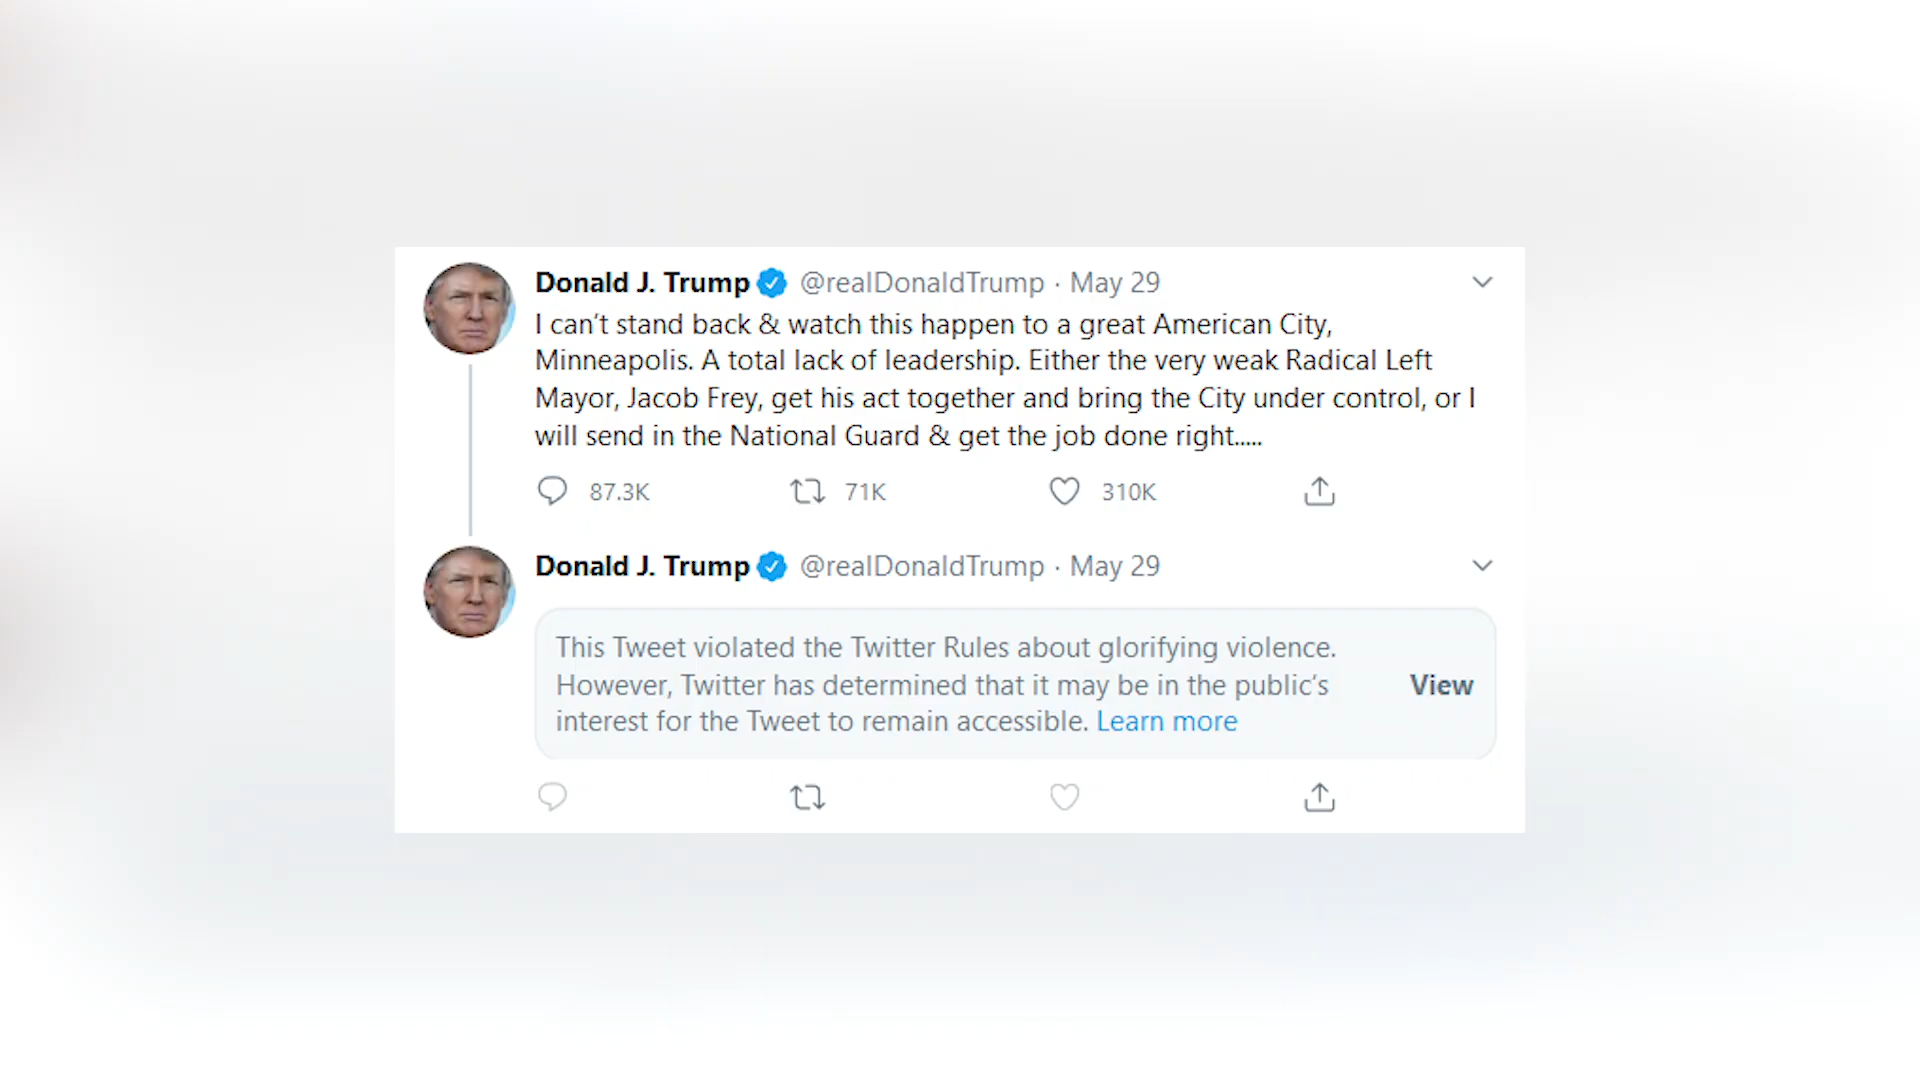 Donald J. Trump @realDonaldTrump · May 29
I can't stand back & watch this happen to a great American City,
Minneapolis. A total lack of leadership. Either the very weak Radical Left
Mayor, Jacob Frey, get his act together and bring the City under control, or I
will send in the National Guard & get the job done right.....
87.3K 71K 310K
Donald J. Trump @realDonaldTrump · May 29
This Tweet violated the Twitter Rules about glorifying violence.
However, Twitter has determined that it may be in the public's
interest for the Tweet to remain accessible. Learn more
View